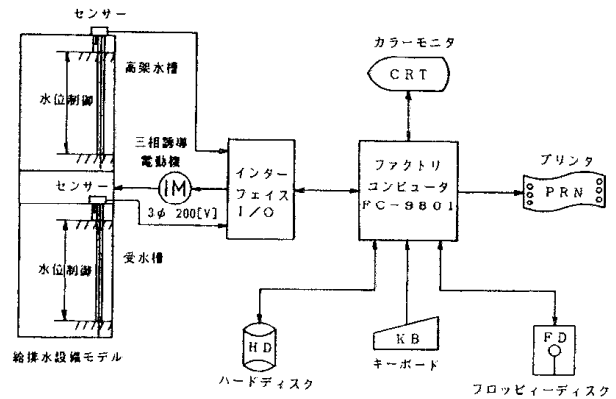 センサー
高架水槽
水位制御
三相誘導
電動機
センサー
IM
3φ 200[V]
水位制御
受水槽
給排水設備モデル
インター
フェイス
I/O
カラーモニタ
CRT
ファクトリ
コンピュータ
FC-9801
プリンタ
PRN
HD
ハードディスク
KB
キーボード
FD
フロッピィーディスク